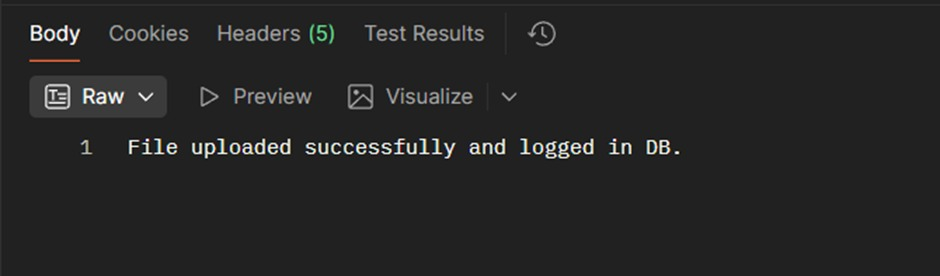 Body Cookies Headers (5) Test Results
Raw Preview Visualize
1 File uploaded successfully and logged in DB.